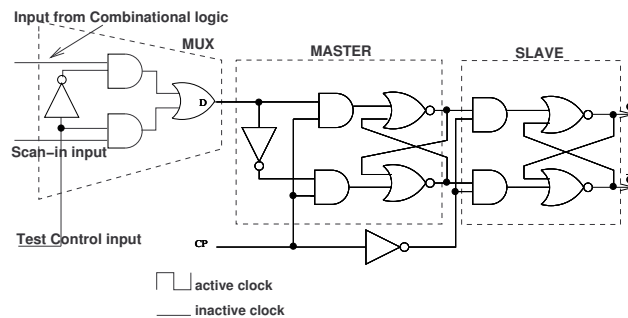 Input from Combinational logic
MUX
MASTER
SLAVE
D
Scan-in input
Test Control input
CP
active clock
inactive clock